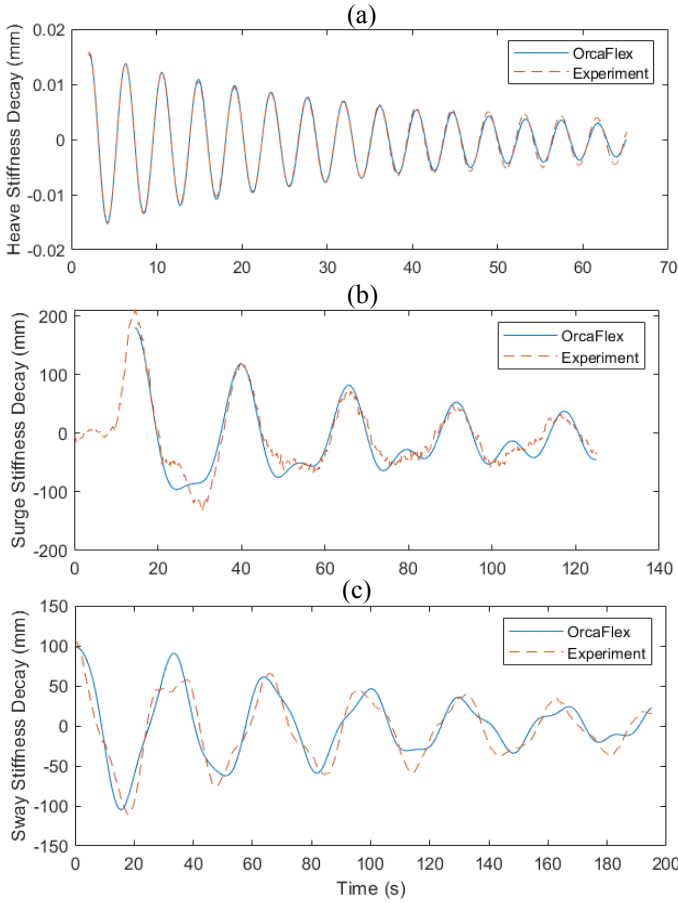 (a)
Heave Stiffness Decay (mm)
0.02
0.01
0
-0.01
-0.02
OrcaFlex
Experiment
0 10 20 30 40 50 60 70
(b)
Surge Stiffness Decay (mm)
200
100
0
-100
-200
OrcaFlex
Experiment
0 20 40 60 80 100 120 140
(c)
Sway Stiffness Decay (mm)
150
100
50
0
-50
-100
-150
OrcaFlex
Experiment
0 20 40 60 80 100 120 140 160 180 200
Time (s)